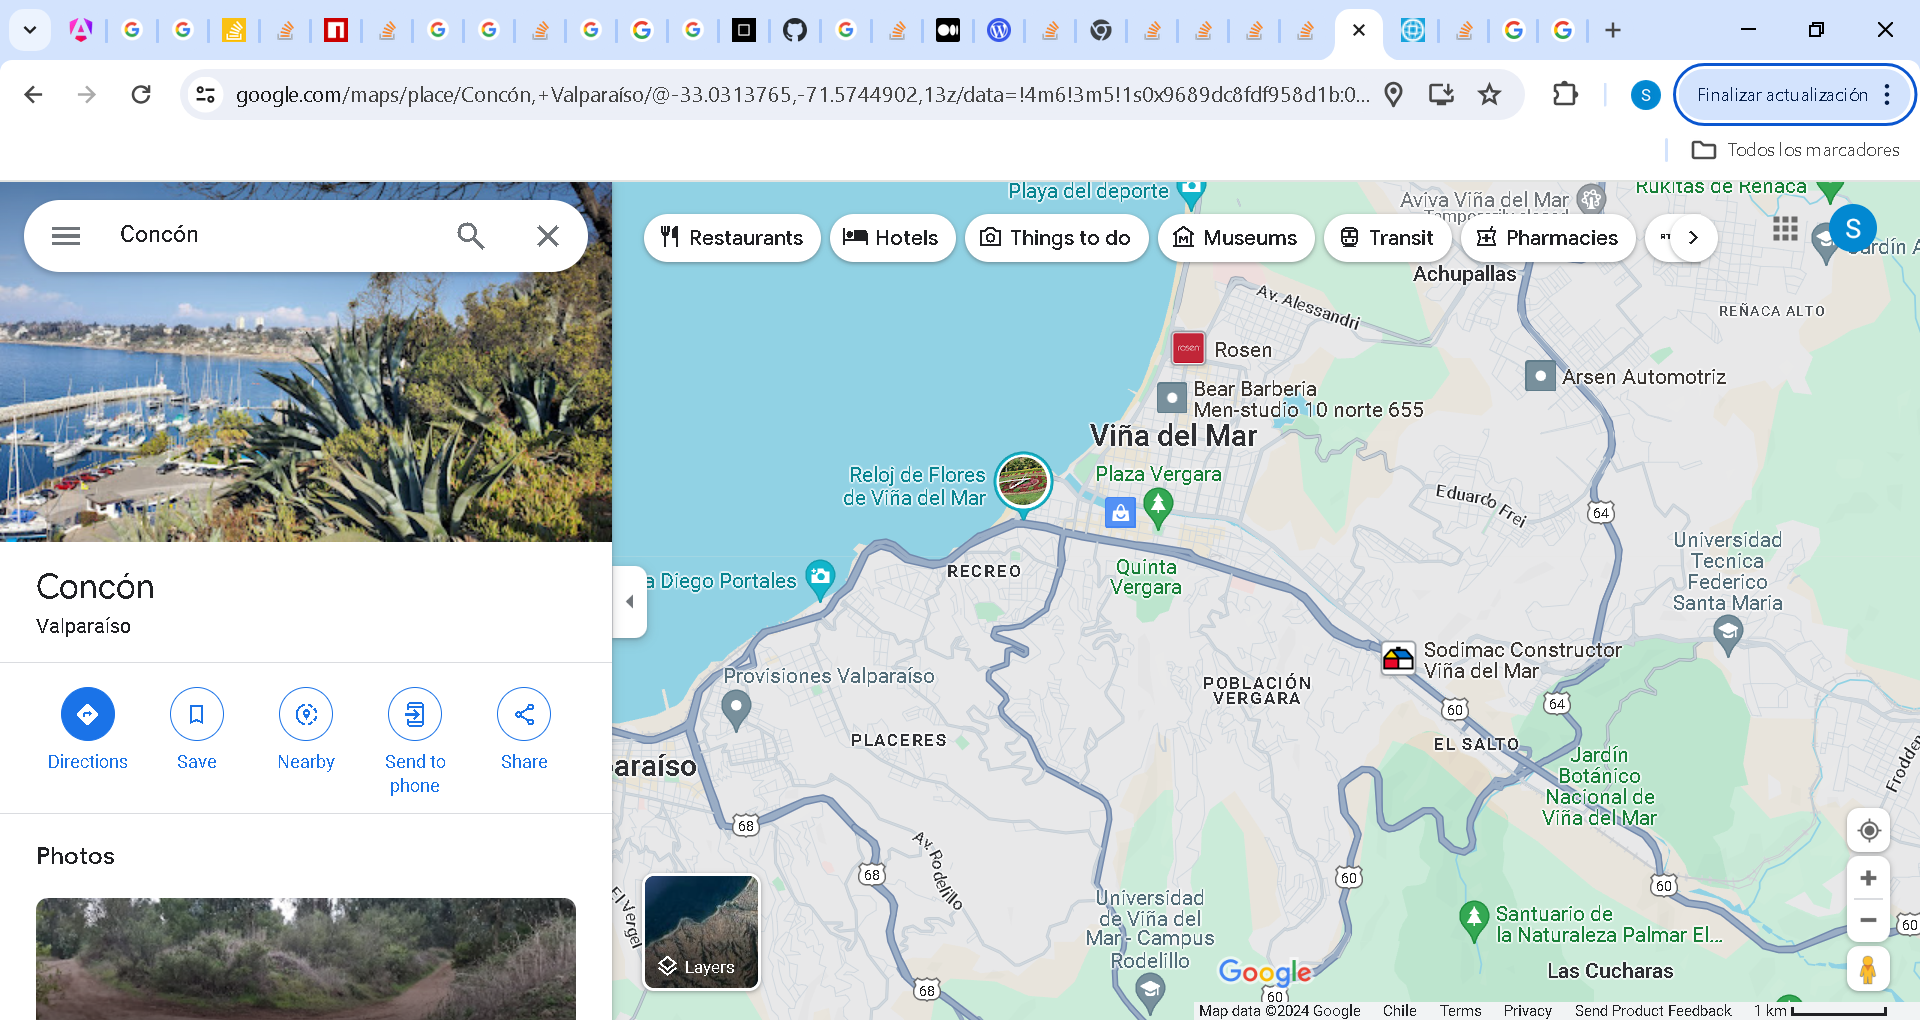 google.com/maps/place/Concón,+Valparaíso/@-33.0313765,-71.5744902,13z/data=!4m6!3m5!1s0x9689dc8fdf958d1b:0...
S
Finalizar actualización
Todos los marcadores
Concón
Restaurants
Hotels
Things to do
Museums
Transit
Pharmacies
S
Concón
Valparaíso
Directions
Save
Nearby
Send to
phone
Share
Photos
Layers
Playa del deporte
Aviva Viña del Mar
Temporarily closed
Rukitas de Reñaca
Jardín A
Achupallas
REÑACA ALTO
Av. Alessandri
rosen
Rosen
Arsen Automotriz
Bear Barberia
Men-studio 10 norte 655
Viña del Mar
Reloj de Flores
de Viña del Mar
Plaza Vergara
Eduardo Frei
64
Universidad
Tecnica
Federico
Santa Maria
RECREO
Quinta
Vergara
a Diego Portales
Sodimac Constructor
Viña del Mar
Provisiones Valparaíso
POBLACIÓN
VERGARA
60
64
PLACERES
EL SALTO
araíso
Jardín
Botánico
Nacional de
Viña del Mar
Frodden
68
Av. Rodelillo
68
60
60
El Vergel
Universidad
de Viña del
Mar - Campus
Rodelillo
Santuario de
la Naturaleza Palmar El...
60
Las Cucharas
68
60
Google
Map data ©2024 Google
Chile
Terms
Privacy
Send Product Feedback
1 km